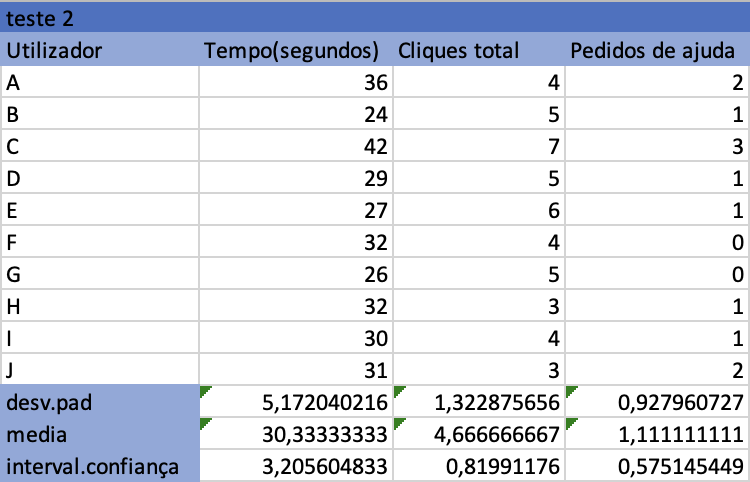 teste 2
Utilizador Tempo(segundos) Cliques total Pedidos de ajuda
A 36 4 2
B 24 5 1
C 42 7 3
D 29 5 1
E 27 6 1
F 32 4 0
G 26 5 0
H 32 3 1
I 30 4 1
J 31 3 2
desv.pad 5,172040216 1,322875656 0,927960727
media 30,33333333 4,666666667 1,111111111
interval.confiança 3,205604833 0,81991176 0,575145449